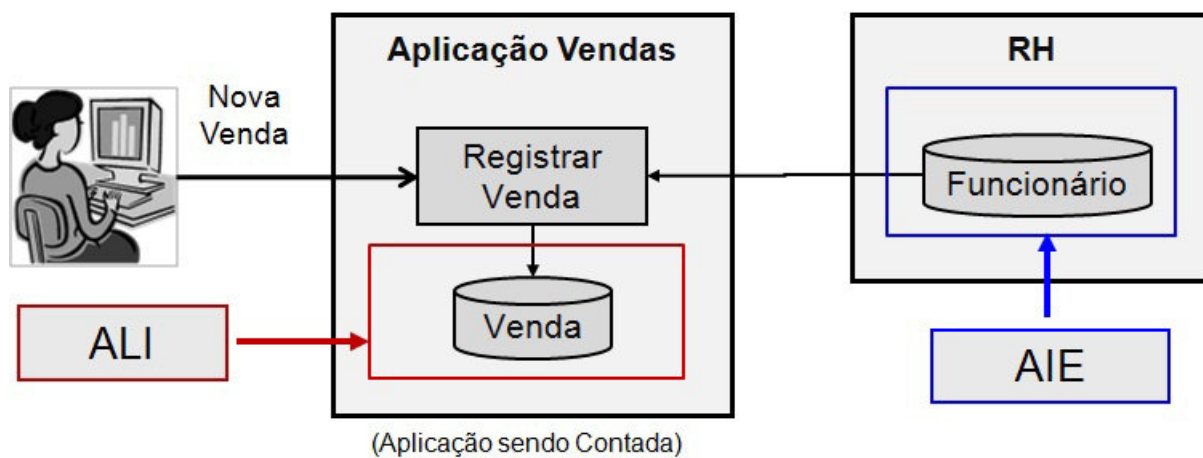 Aplicação Vendas
RH
Nova
Venda
Registrar
Venda
Funcionário
Venda
ALI
AIE
(Aplicação sendo Contada)